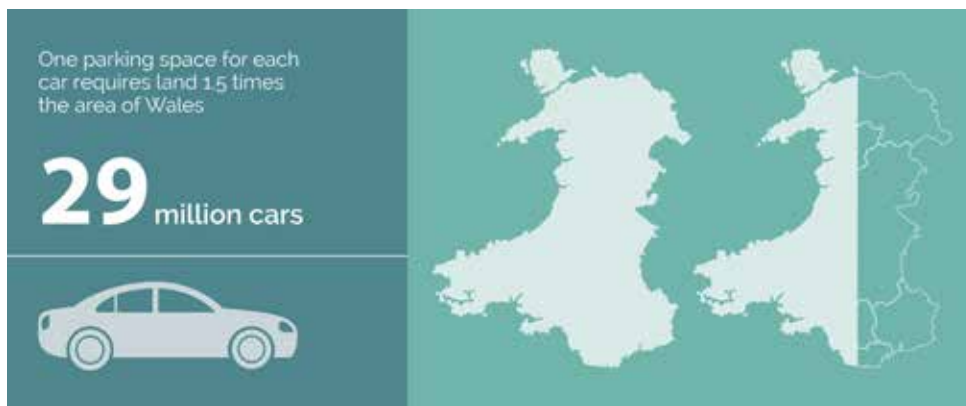 One parking space for each
car requires land 1.5 times
the area of Wales
29 million cars